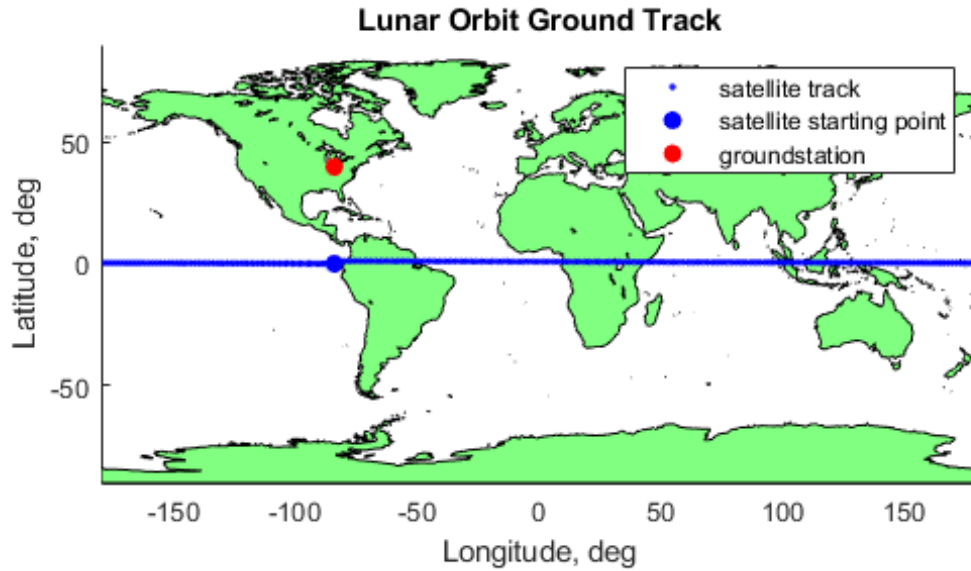 Lunar Orbit Ground Track
satellite track
satellite starting point
groundstation
Latitude, deg
50
0
-50
-150
-100
-50
0
50
100
150
Longitude, deg